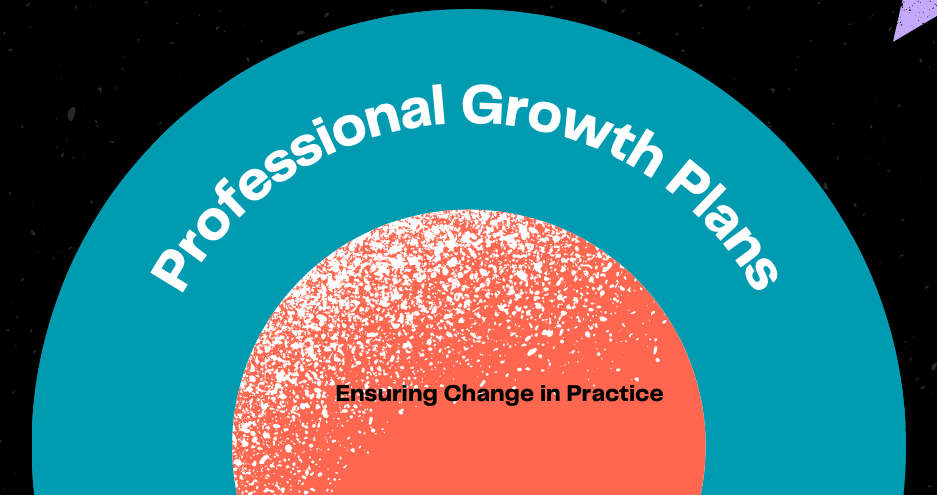 Professional Growth Plans
Ensuring Change in Practice